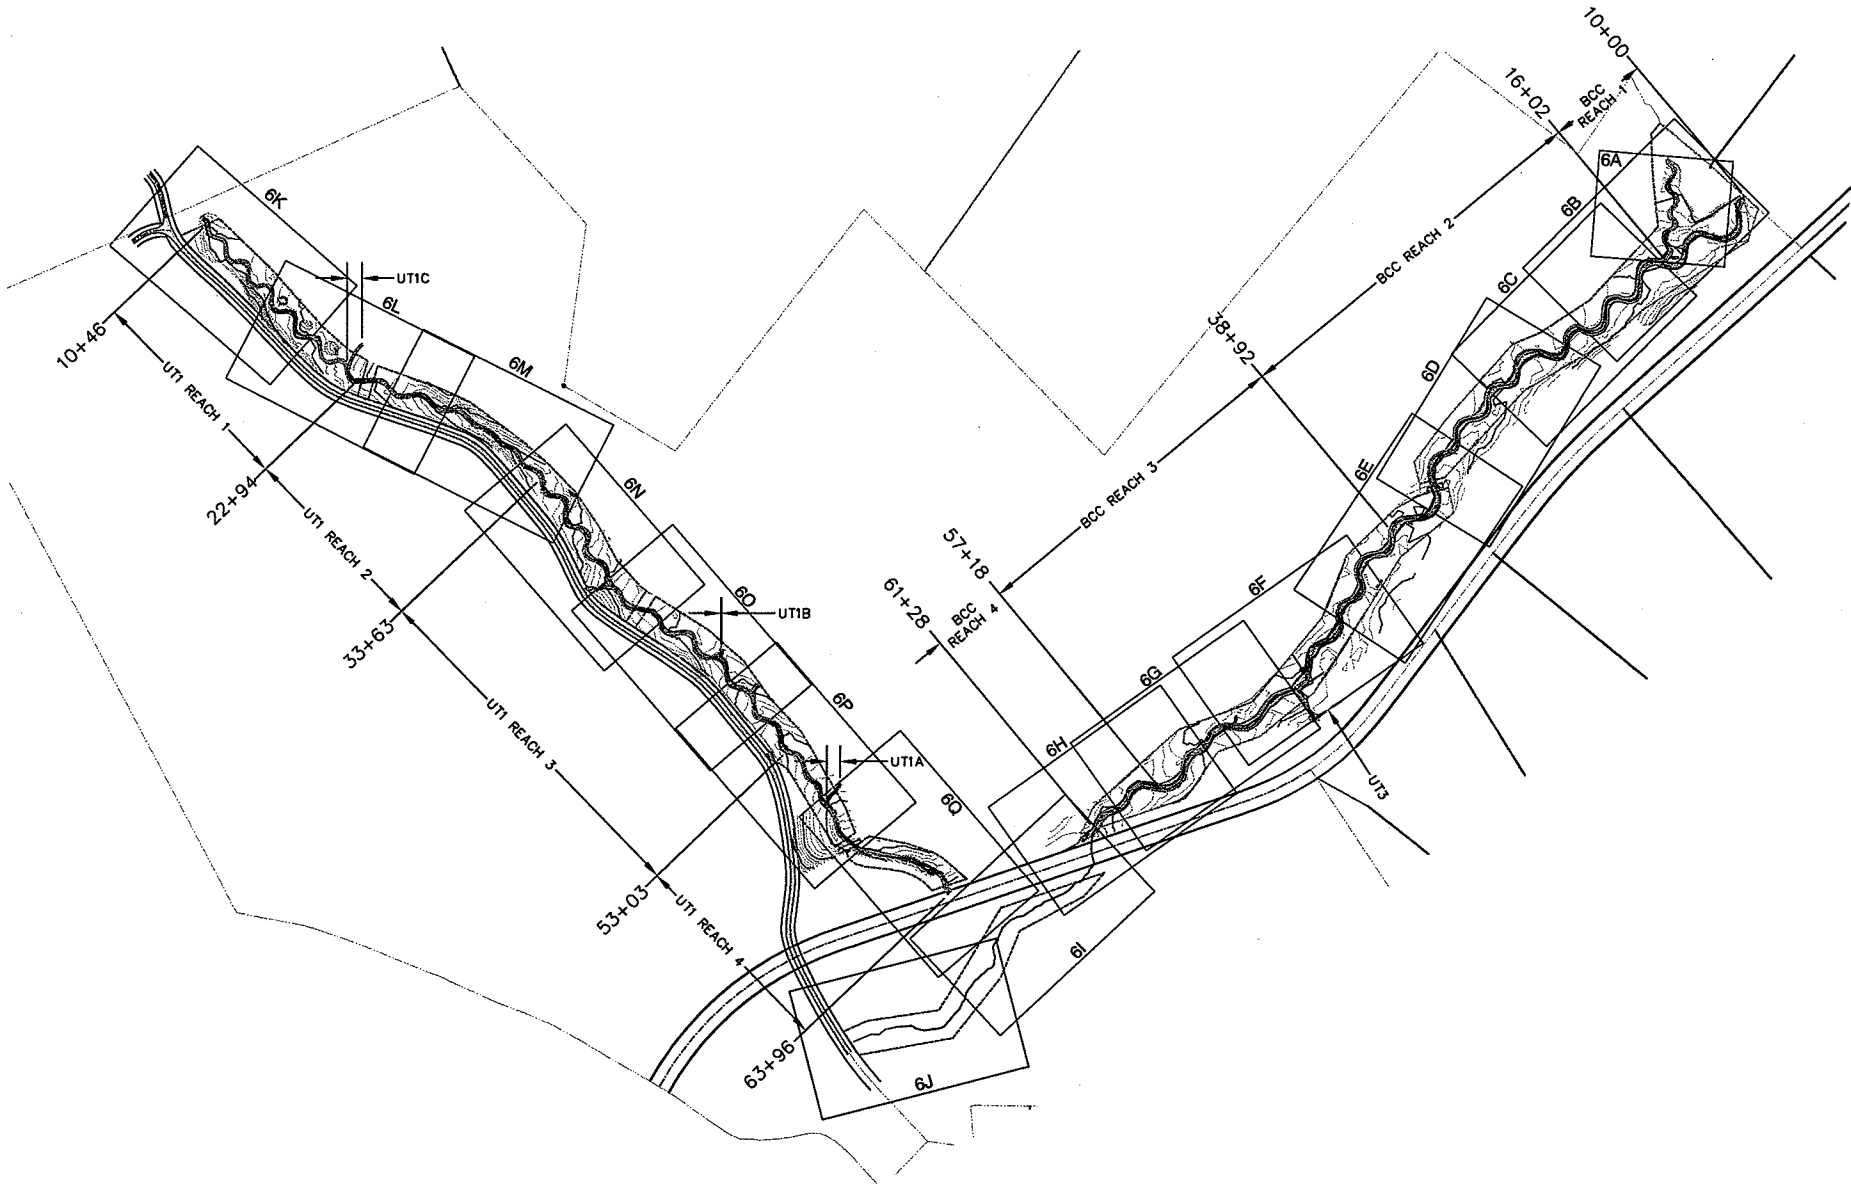 10+00
16+02
BCC
REACH 1
6A
6B
BCC REACH 2
6C
38+92
6D
BCC REACH 3
6E
57+18
6F
61+28
BCC
REACH 4
6G
6H
UT3
6I
6J
6K
UT1C
6L
10+46
UT1 REACH 1
6M
22+94
UT1 REACH 2
6N
33+63
6O
UT1B
UT1 REACH 3
6P
UT1A
6Q
53+03
UT1 REACH 4
63+96